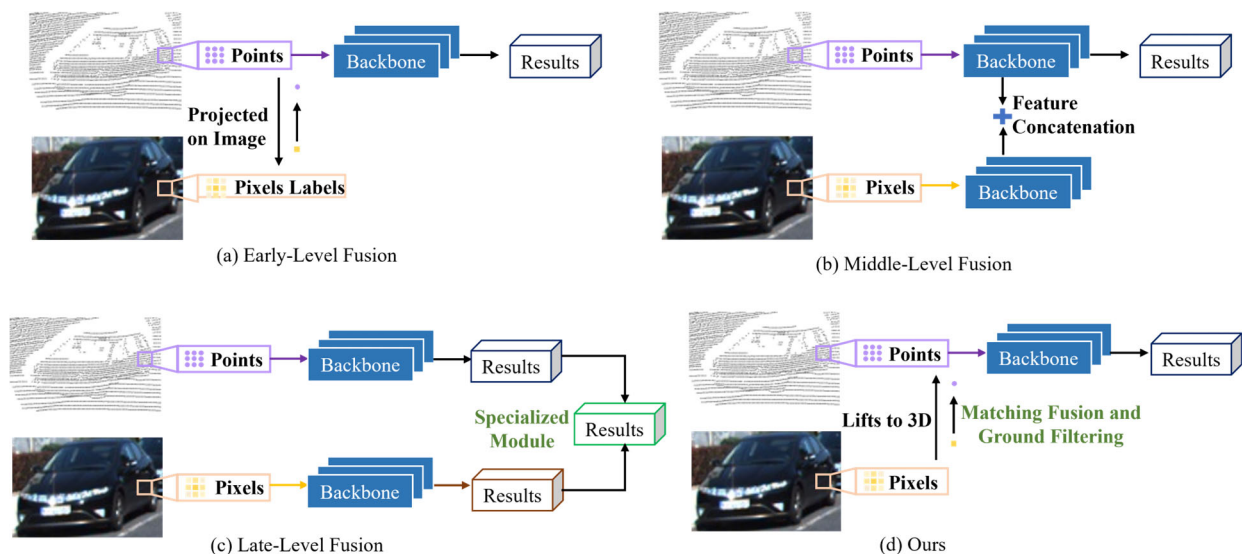 Points
Backbone
Results
Projected
on Image
Pixels Labels
(a) Early-Level Fusion
Points
Backbone
Results
Feature
Concatenation
Pixels
Backbone
(b) Middle-Level Fusion
Points
Backbone
Results
Specialized
Module
Results
Pixels
Backbone
Results
(c) Late-Level Fusion
Points
Backbone
Results
Lifts to 3D
Matching Fusion and
Ground Filtering
Pixels
(d) Ours